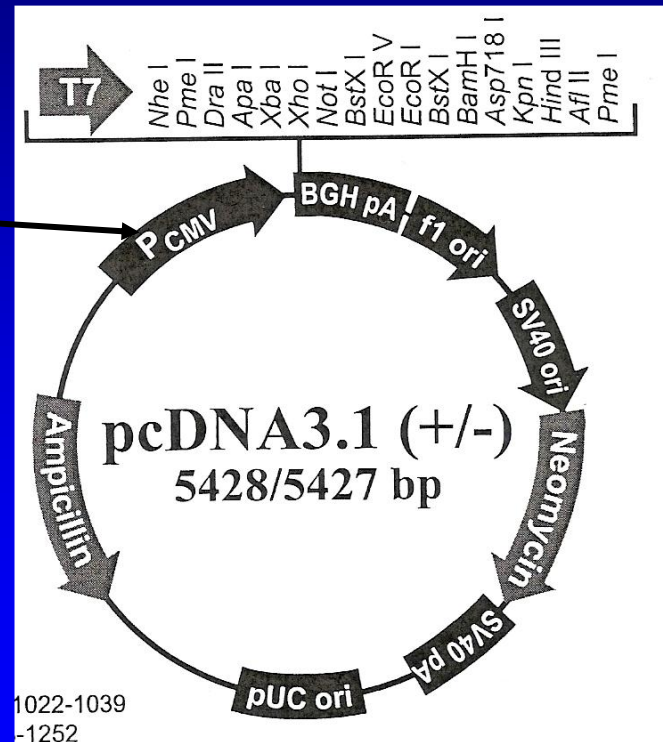 T7
Nhe I
Pme I
Dra II
Apa I
Xba I
Xho I
Not I
BstX I
EcoR V
EcoR I
BstX I
BamH I
Asp718 I
Kpn I
Hind III
Afl II
Pme I
PCMV
BGH pA
f1 ori
SV40 ori
Neomycin
SV40 pA
pUC ori
Ampicillin
pcDNA3.1 (+/-)
5428/5427 bp
1022-1039
-1252